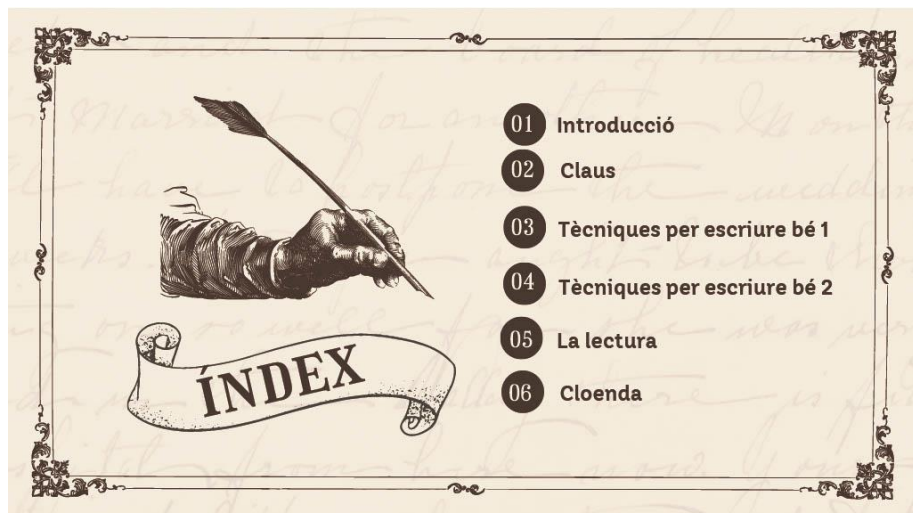 01 Introducció
02 Claus
03 Tècniques per escriure bé 1
04 Tècniques per escriure bé 2
05 La lectura
06 Cloenda
ÍNDEX